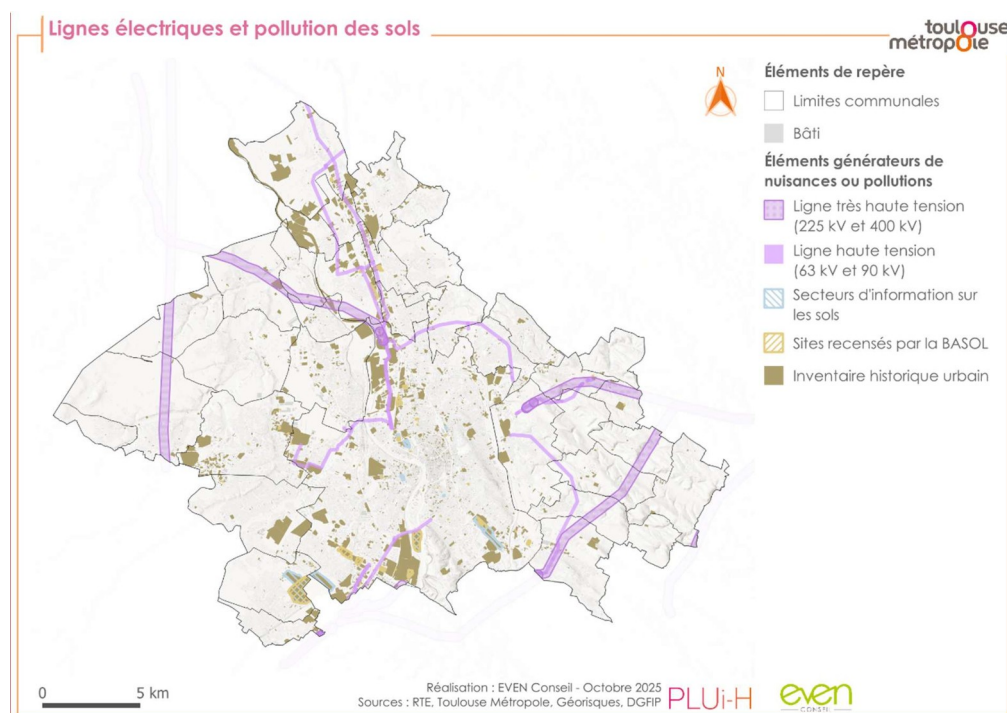 Lignes électriques et pollution des sols
toulouse
métropole
N
Éléments de repère
Limites communales
Bâti
Éléments générateurs de
nuisances ou pollutions
Ligne très haute tension
(225 kV et 400 kV)
Ligne haute tension
(63 kV et 90 kV)
Secteurs d'information sur
les sols
Sites recensés par la BASOL
Inventaire historique urbain
0
5 km
Réalisation : EVEN Conseil - Octobre 2025
Sources : RTE, Toulouse Métropole, Géorisques, DGFIP
PLUi-H
even
CONSEIL